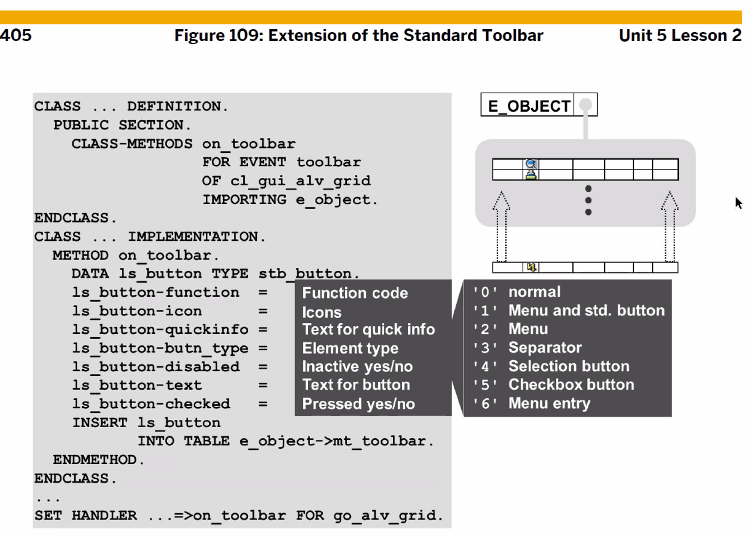 405 Figure 109: Extension of the Standard Toolbar Unit 5 Lesson 2
CLASS ... DEFINITION.
PUBLIC SECTION.
CLASS-METHODS on_toolbar
FOR EVENT toolbar
OF cl_gui_alv_grid
IMPORTING e_object.
ENDCLASS.
CLASS ... IMPLEMENTATION.
METHOD on_toolbar.
DATA ls_button TYPE stb_button.
ls_button-function = Function code
ls_button-icon = Icons
ls_button-quickinfo = Text for quick info
ls_button-butn_type = Element type
ls_button-disabled = Inactive yes/no
ls_button-text = Text for button
ls_button-checked = Pressed yes/no
INSERT ls_button
INTO TABLE e_object->mt_toolbar.
ENDMETHOD.
ENDCLASS.
...
SET HANDLER ...=>on_toolbar FOR go_alv_grid.
E_OBJECT
'0' normal
'1' Menu and std. button
'2' Menu
'3' Separator
'4' Selection button
'5' Checkbox button
'6' Menu entry